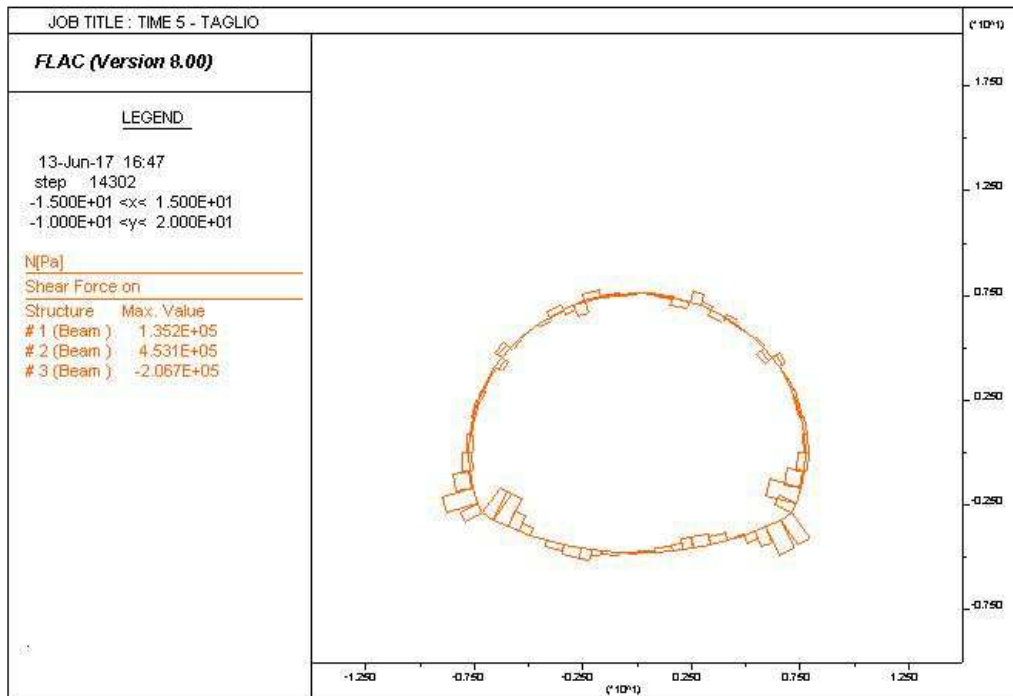 JOB TITLE : TIME 5 - TAGLIO
(*10^1)
FLAC (Version 8.00)
LEGEND
13-Jun-17 16:47
step 14302
-1.500E+01 <x< 1.500E+01
-1.000E+01 <y< 2.000E+01
N[Pa]
Shear Force on
Structure Max. Value
# 1 (Beam ) 1.352E+05
# 2 (Beam ) 4.531E+05
# 3 (Beam ) -2.067E+05
1.750
1.250
0.750
0.250
-0.250
-0.750
-1.250 -0.750 -0.250 0.250 0.750 1.250
(*10^1)